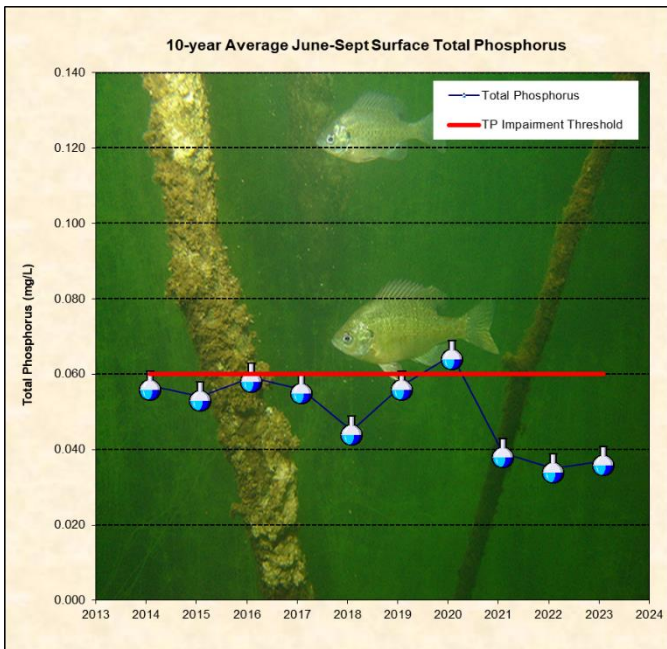 10-year Average June-Sept Surface Total Phosphorus
0.140
0.120
0.100
0.080
0.060
0.040
0.020
0.000
Total Phosphorus (mg/L)
Total Phosphorus
TP Impairment Threshold
2013 2014 2015 2016 2017 2018 2019 2020 2021 2022 2023 2024